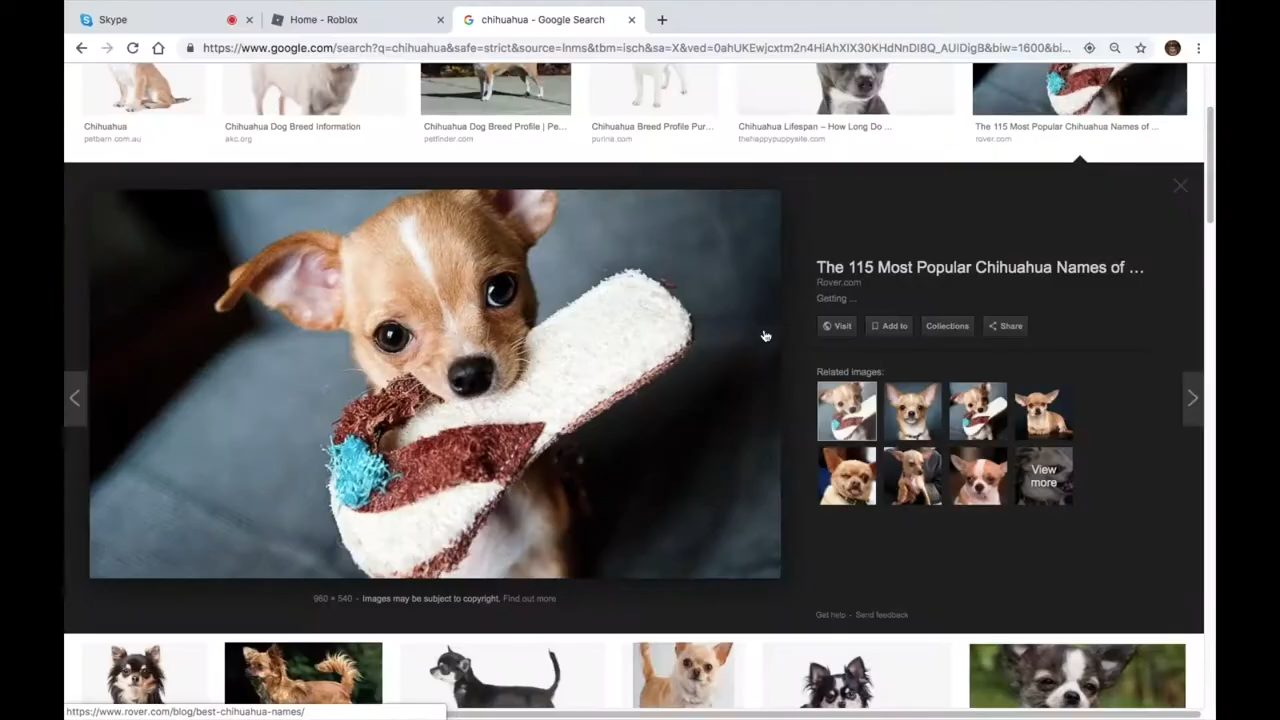 Skype
Home - Roblox
chihuahua - Google Search
https://www.google.com/search?q=chihuahua&safe=strict&source=lnms&tbm=isch&sa=X&ved=0ahUKEwjcxtm2n4HiAhXIX30KHdNnDI8Q_AUIDigB&biw=1600&bi...
Chihuahua
petbarn.com.au
Chihuahua Dog Breed Information
akc.org
Chihuahua Dog Breed Profile | Pe...
petfinder.com
Chihuahua Breed Profile Pur...
purina.com
Chihuahua Lifespan – How Long Do ...
thehappypuppysite.com
The 115 Most Popular Chihuahua Names of ...
rover.com
The 115 Most Popular Chihuahua Names of ...
Rover.com
Getting ...
Visit
Add to
Collections
Share
Related images:
View
more
960 × 540 - Images may be subject to copyright. Find out more
Get help - Send feedback
https://www.rover.com/blog/best-chihuahua-names/